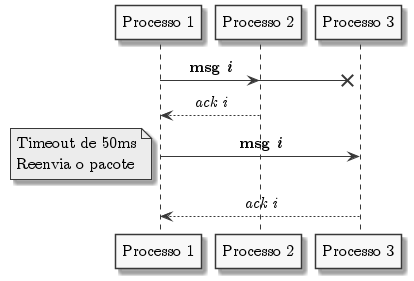 Processo 1 Processo 2 Processo 3
msg i
ack i
Timeout de 50ms
Reenvia o pacote
msg i
ack i
Processo 1 Processo 2 Processo 3